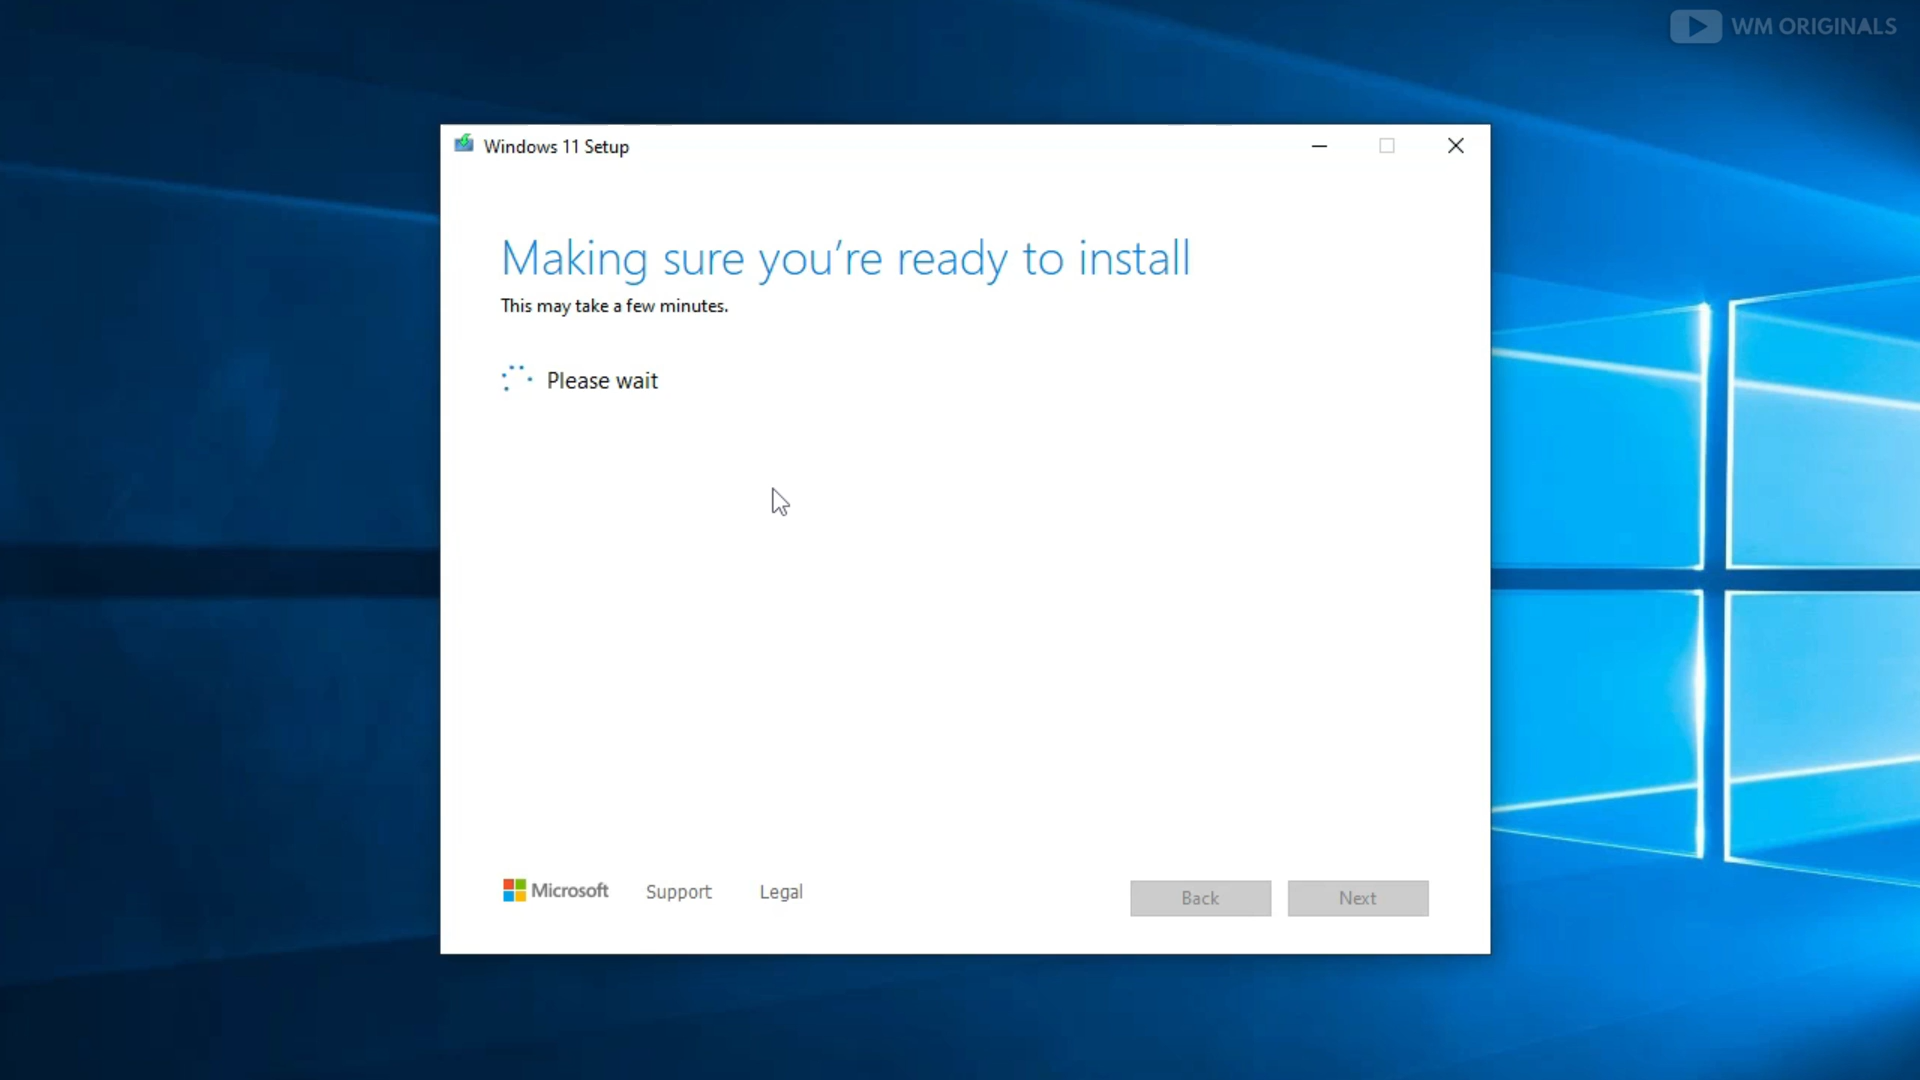 WM ORIGINALS
Windows 11 Setup
Making sure you're ready to install
This may take a few minutes.
Please wait
Microsoft Support Legal
Back Next